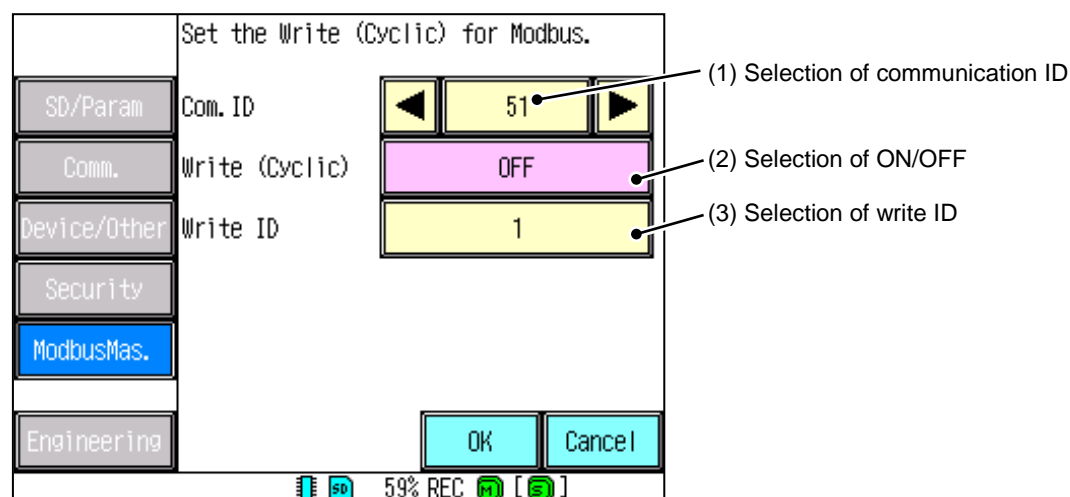 Set the Write (Cyclic) for Modbus.
SD/Param
Com. ID
51
(1) Selection of communication ID
Comm.
Write (Cyclic)
OFF
(2) Selection of ON/OFF
Device/Other
Write ID
1
(3) Selection of write ID
Security
ModbusMas.
Engineering
OK
Cancel
SD 59% REC M [S]